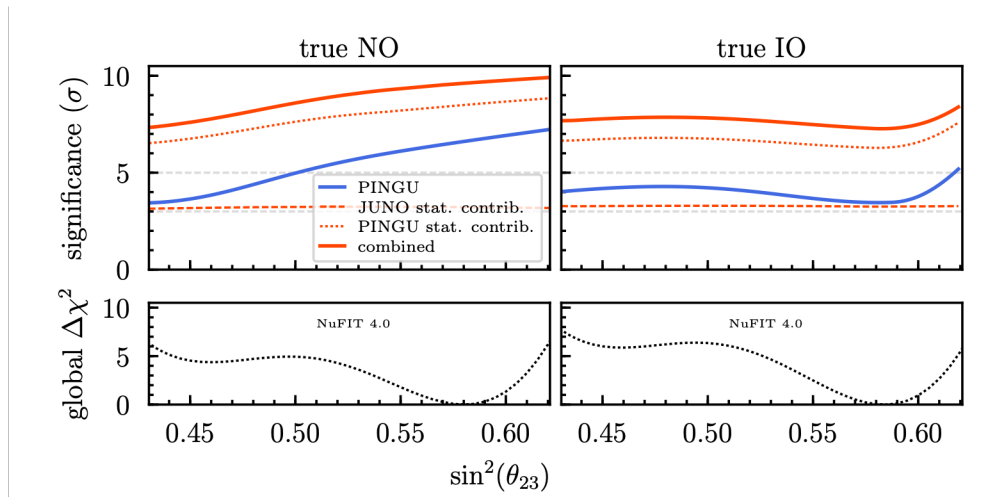 true NO
true IO
significance (σ)
10
5
0
PINGU
JUNO stat. contrib.
PINGU stat. contrib.
combined
global Δχ²
10
5
0
NuFIT 4.0
NuFIT 4.0
0.45 0.50 0.55 0.60
0.45 0.50 0.55 0.60
sin²(θ₂₃)